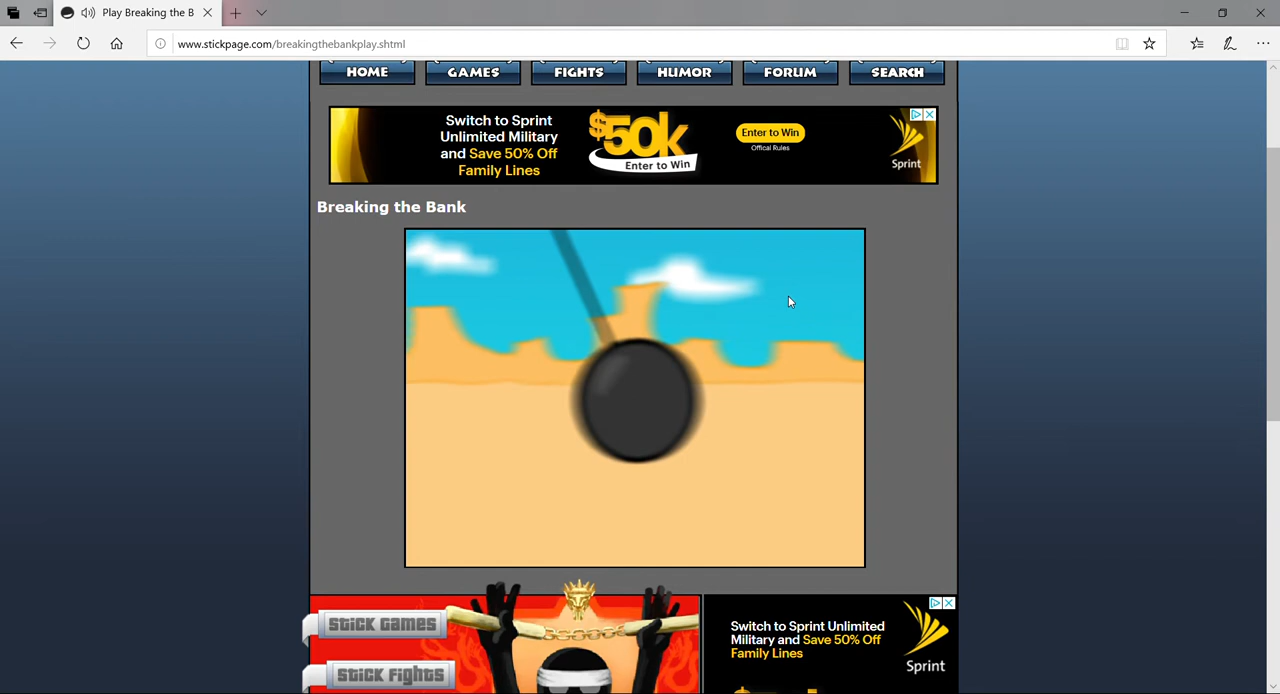 Play Breaking the B
www.stickpage.com/breakingthebankplay.shtml
HOME GAMES FIGHTS HUMOR FORUM SEARCH
Switch to Sprint
Unlimited Military
and Save 50% Off
Family Lines
$50k
Enter to Win
Enter to Win
Offical Rules
Sprint
Breaking the Bank
STICK GAMES
STICK FIGHTS
Switch to Sprint Unlimited
Military and Save 50% Off
Family Lines
Sprint